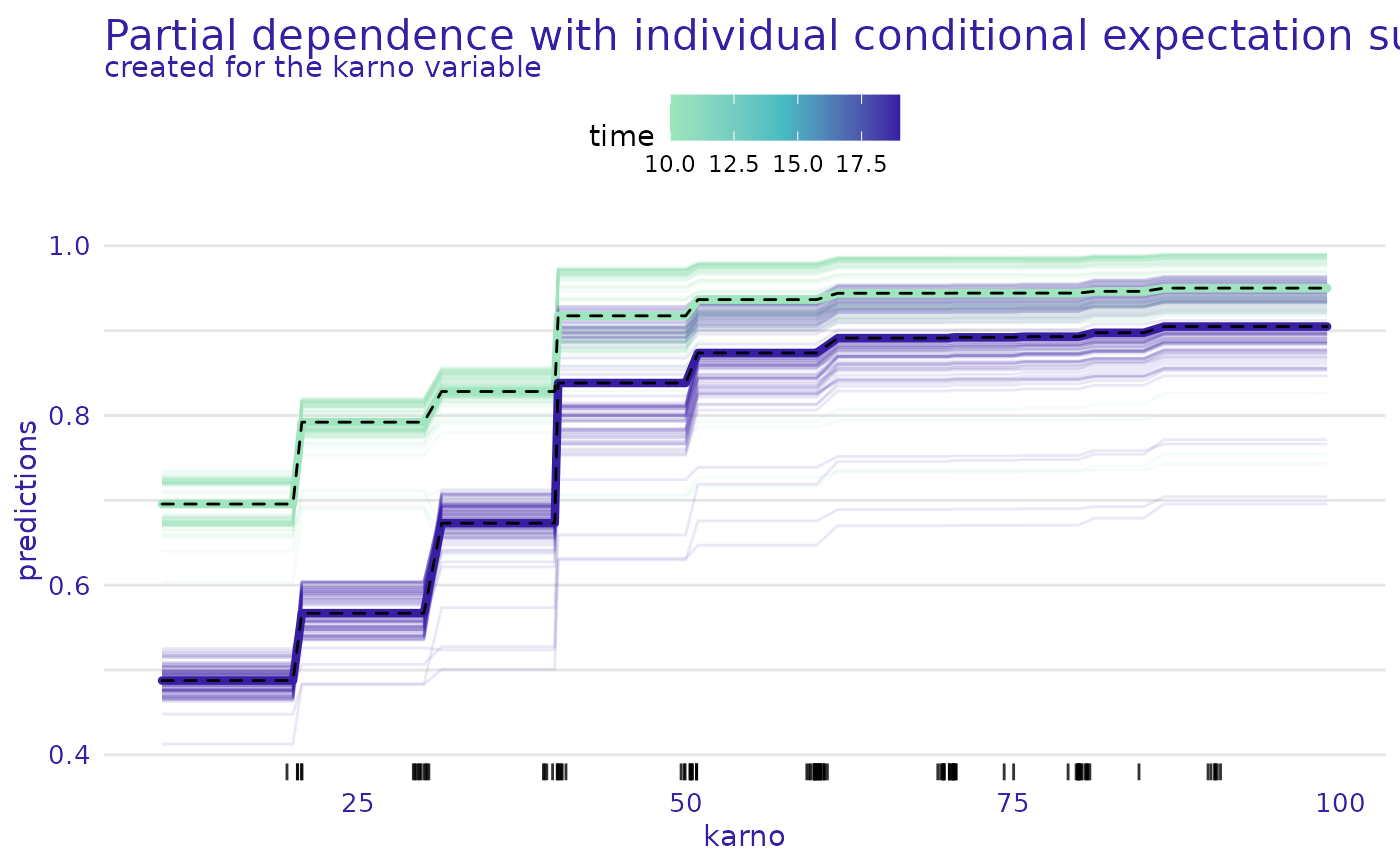 Partial dependence with individual conditional expectation su
created for the karno variable
time
10.0 12.5 15.0 17.5
1.0
0.8
0.6
0.4
predictions
25 50 75 100
karno